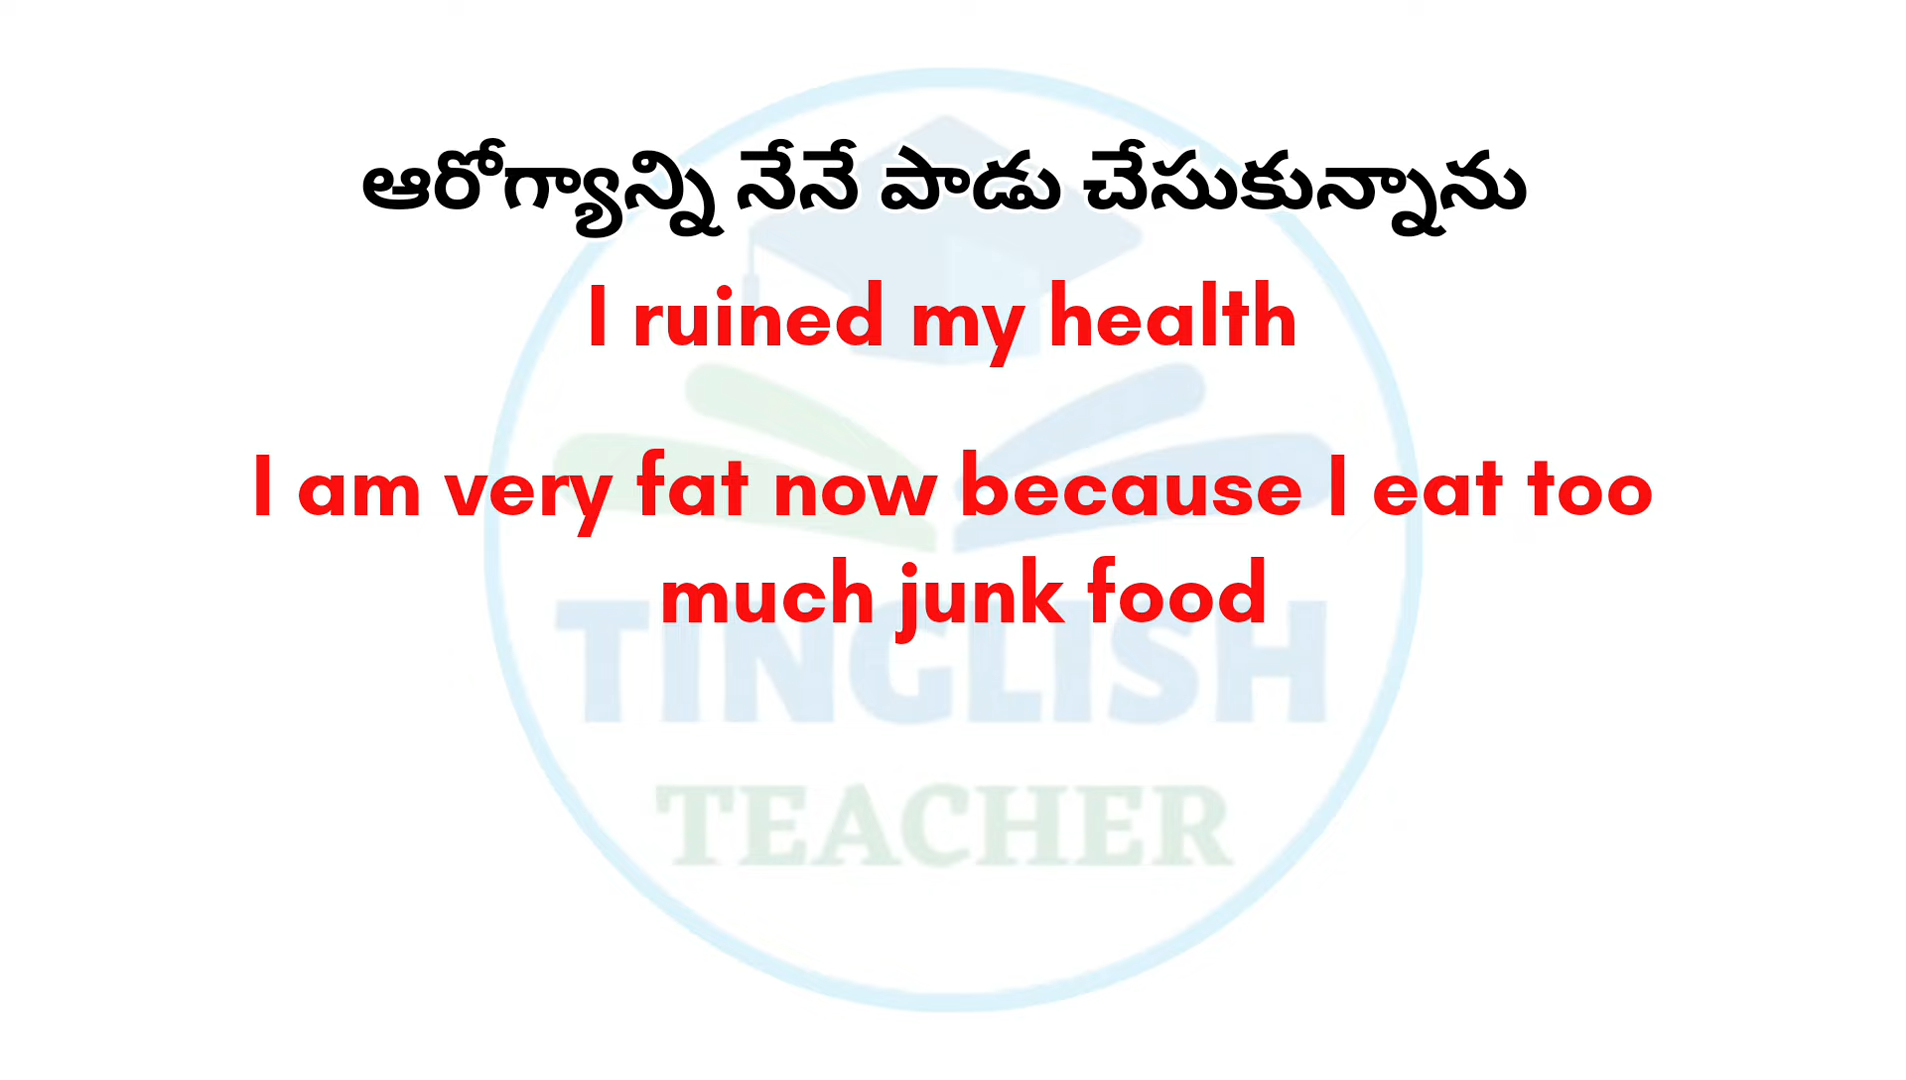 ఆరోగ్యాన్ని నేనే పాడు చేసుకున్నాను
I ruined my health
I am very fat now because I eat too
much junk food
TINGLISH
TEACHER